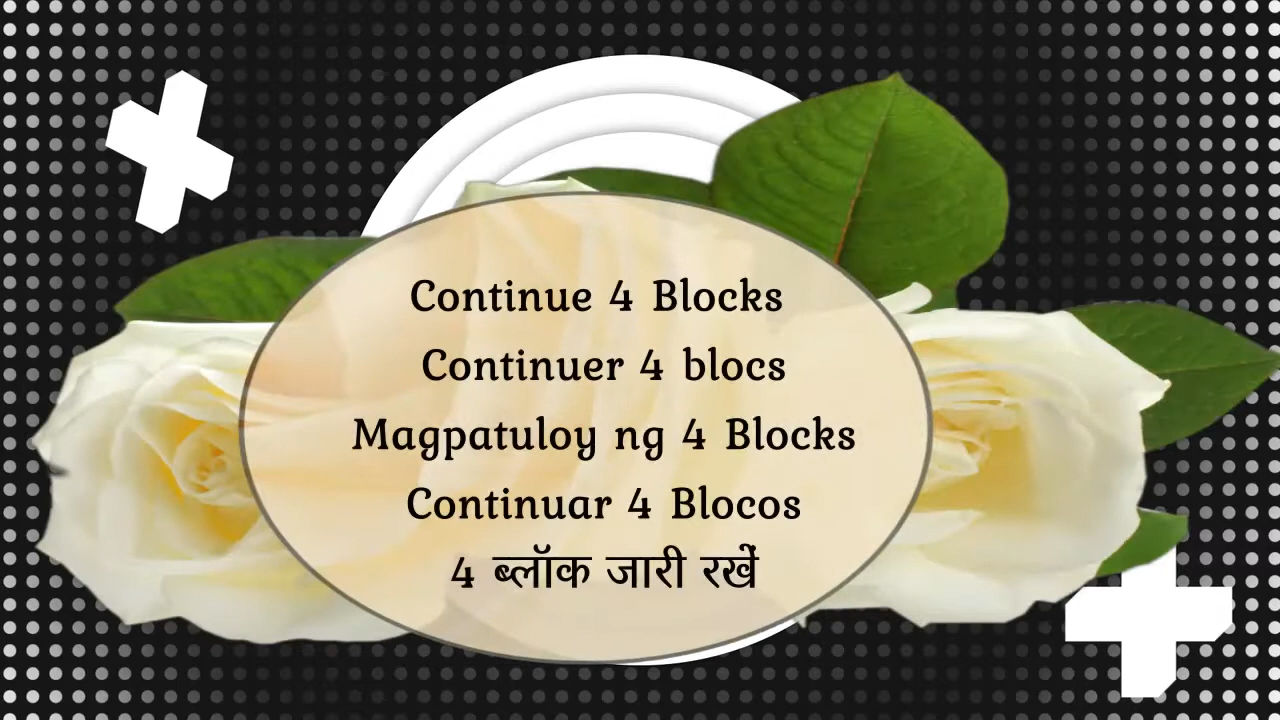 Continue 4 Blocks
Continuer 4 blocs
Magpatuloy ng 4 Blocks
Continuar 4 Blocos
4 ब्लॉक जारी रखें